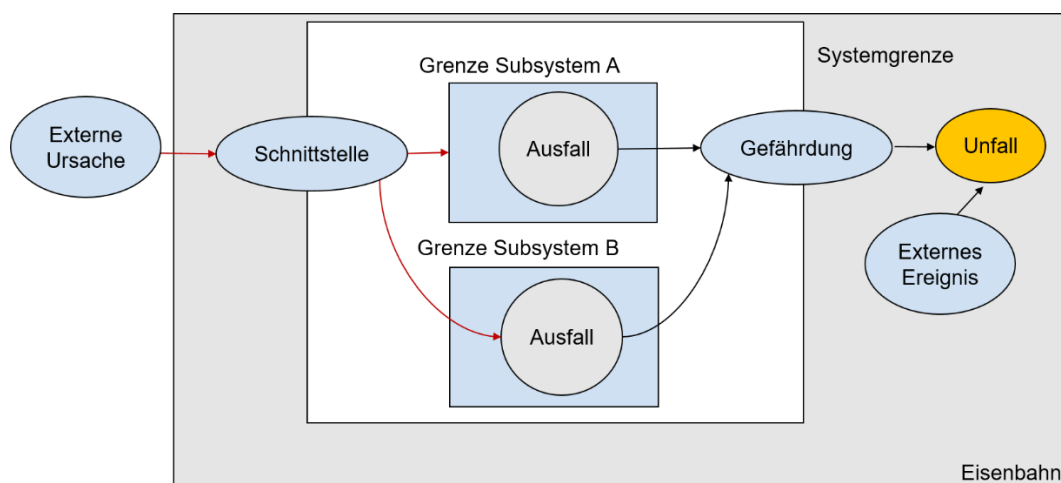 Systemgrenze
Grenze Subsystem A
Externe
Ursache
Schnittstelle
Ausfall
Gefährdung
Unfall
Grenze Subsystem B
Externes
Ereignis
Ausfall
Eisenbahn